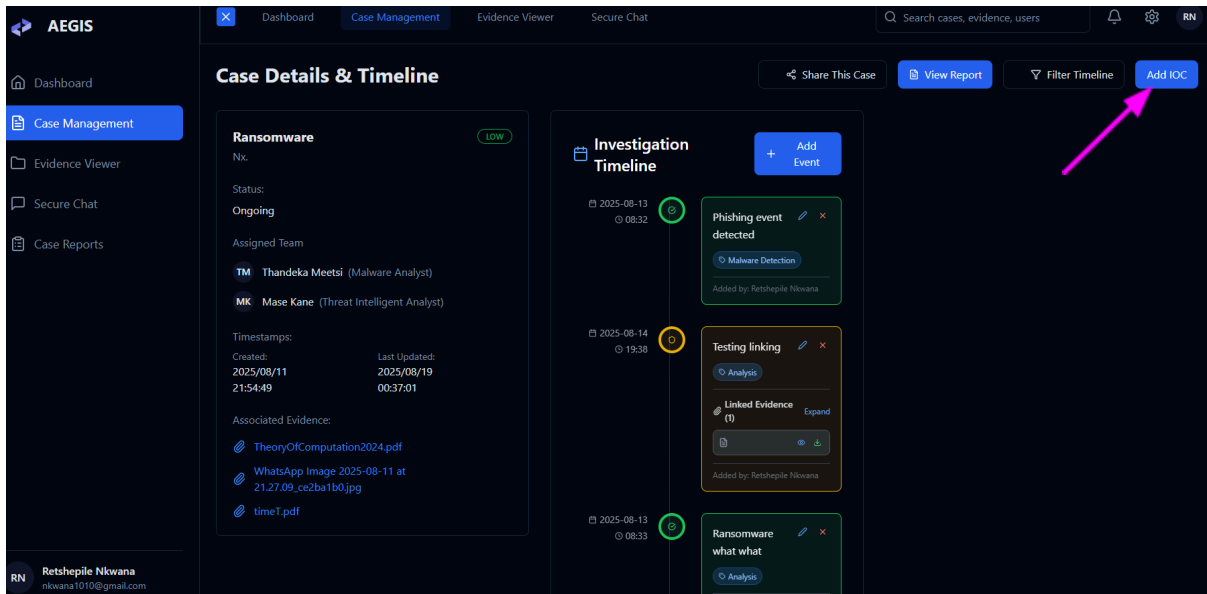 AEGIS
Dashboard
Case Management
Evidence Viewer
Secure Chat
Search cases, evidence, users
RN
Dashboard
Case Management
Evidence Viewer
Secure Chat
Case Reports
RN
Retshepile Nkwana
nkwana1010@gmail.com
Case Details & Timeline
Share This Case
View Report
Filter Timeline
Add IOC
Ransomware
LOW
Nx.
Status:
Ongoing
Assigned Team
TM Thandeka Meetsi (Malware Analyst)
MK Mase Kane (Threat Intelligent Analyst)
Timestamps:
Created: Last Updated:
2025/08/11 2025/08/19
21:54:49 00:37:01
Associated Evidence:
TheoryOfComputation2024.pdf
WhatsApp Image 2025-08-11 at
21.27.09_ce2ba1b0.jpg
timeT.pdf
Investigation
Timeline
Add
Event
2025-08-13
08:32
Phishing event
detected
Malware Detection
Added by: Retshepile Nkwana
2025-08-14
19:38
Testing linking
Analysis
Linked Evidence
(1)
Expand
Added by: Retshepile Nkwana
2025-08-13
08:33
Ransomware
what what
Analysis